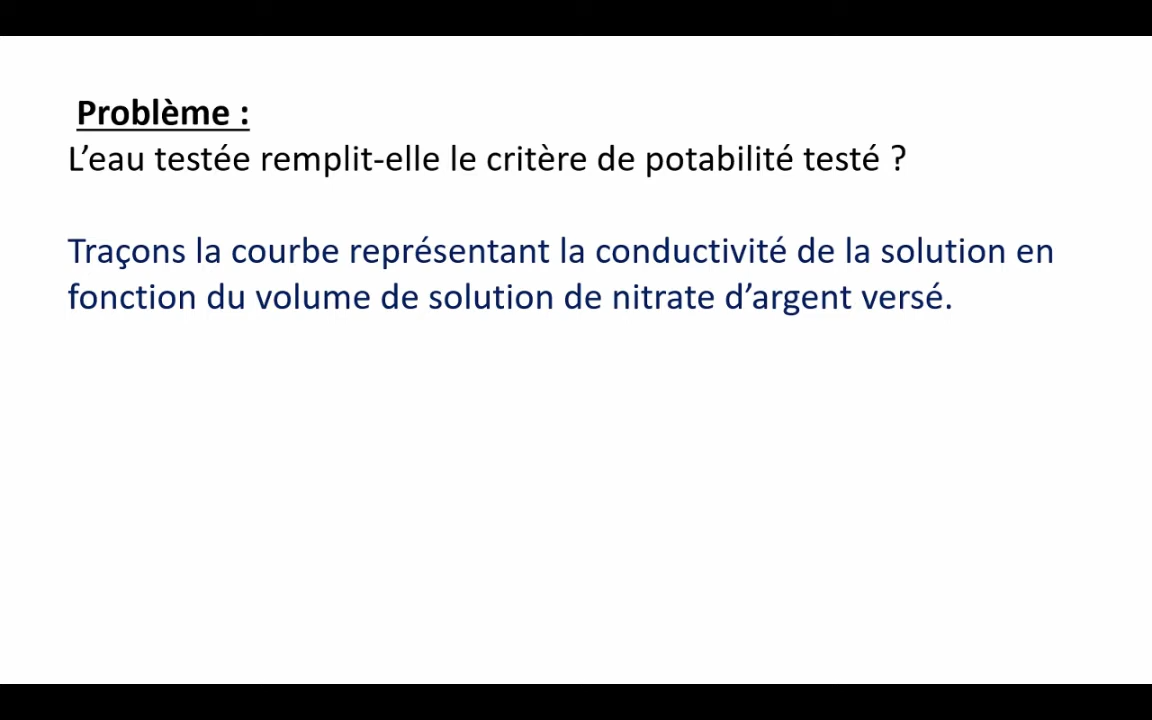 Problème :
L’eau testée remplit-elle le critère de potabilité testé ?
Traçons la courbe représentant la conductivité de la solution en
fonction du volume de solution de nitrate d’argent versé.